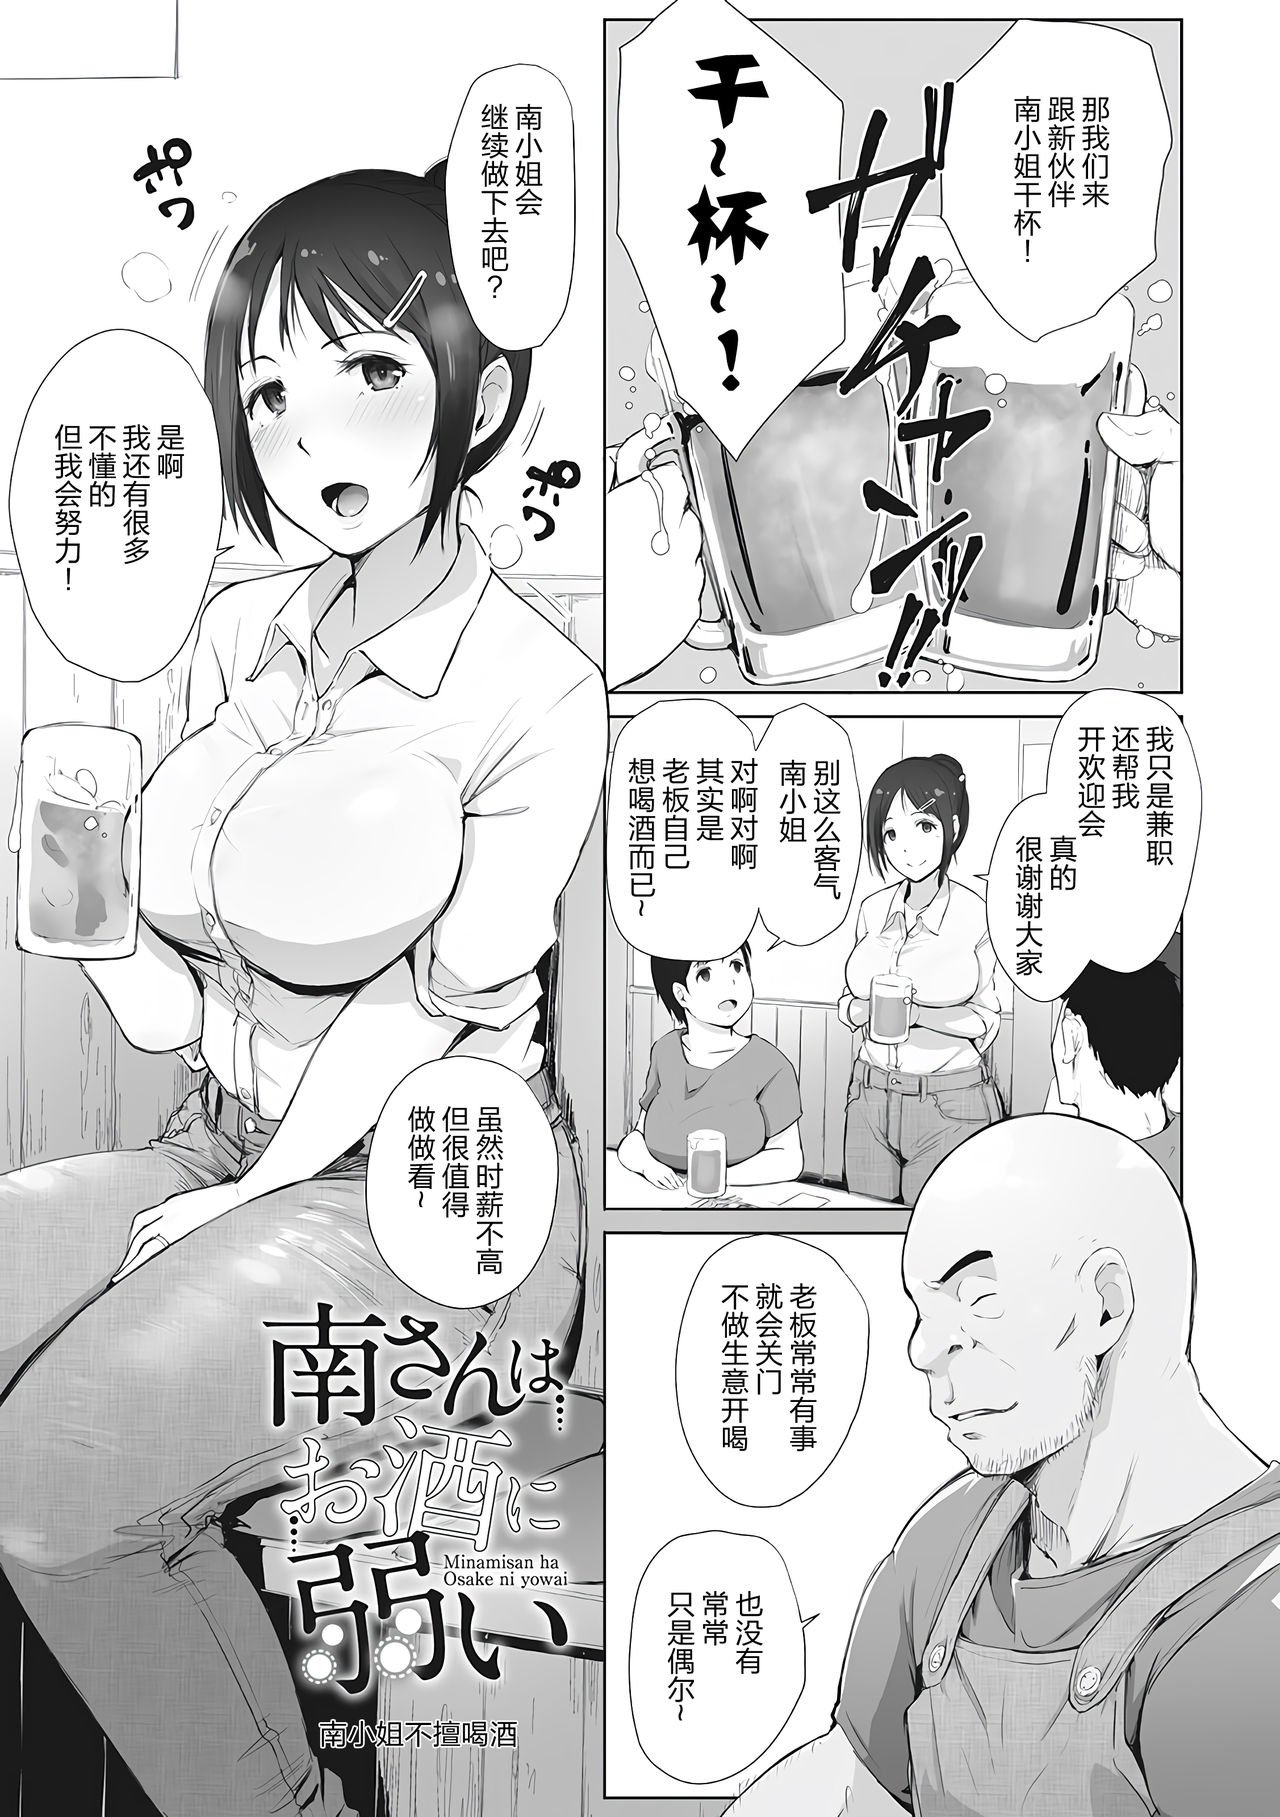 那我们来
跟新伙伴
南小姐干杯！
干～杯～！
ガチャン!!
我只是兼职
还帮我
开欢迎会
真的
很谢谢大家
别这么客气
南小姐
对啊对啊
其实是
老板自己
想喝酒而已~
老板常常有事
就会关门
不做生意开喝
也没有
常常
只是偶尔~
南小姐会
继续做下去吧？
ポワ
ポワ
是啊
我还有很多
不懂的
但我会努力！
虽然时薪不高
但很值得
做做看~
南さんは…
お酒に
…弱い
Minamisan ha
Osake ni yowai
南小姐不擅喝酒